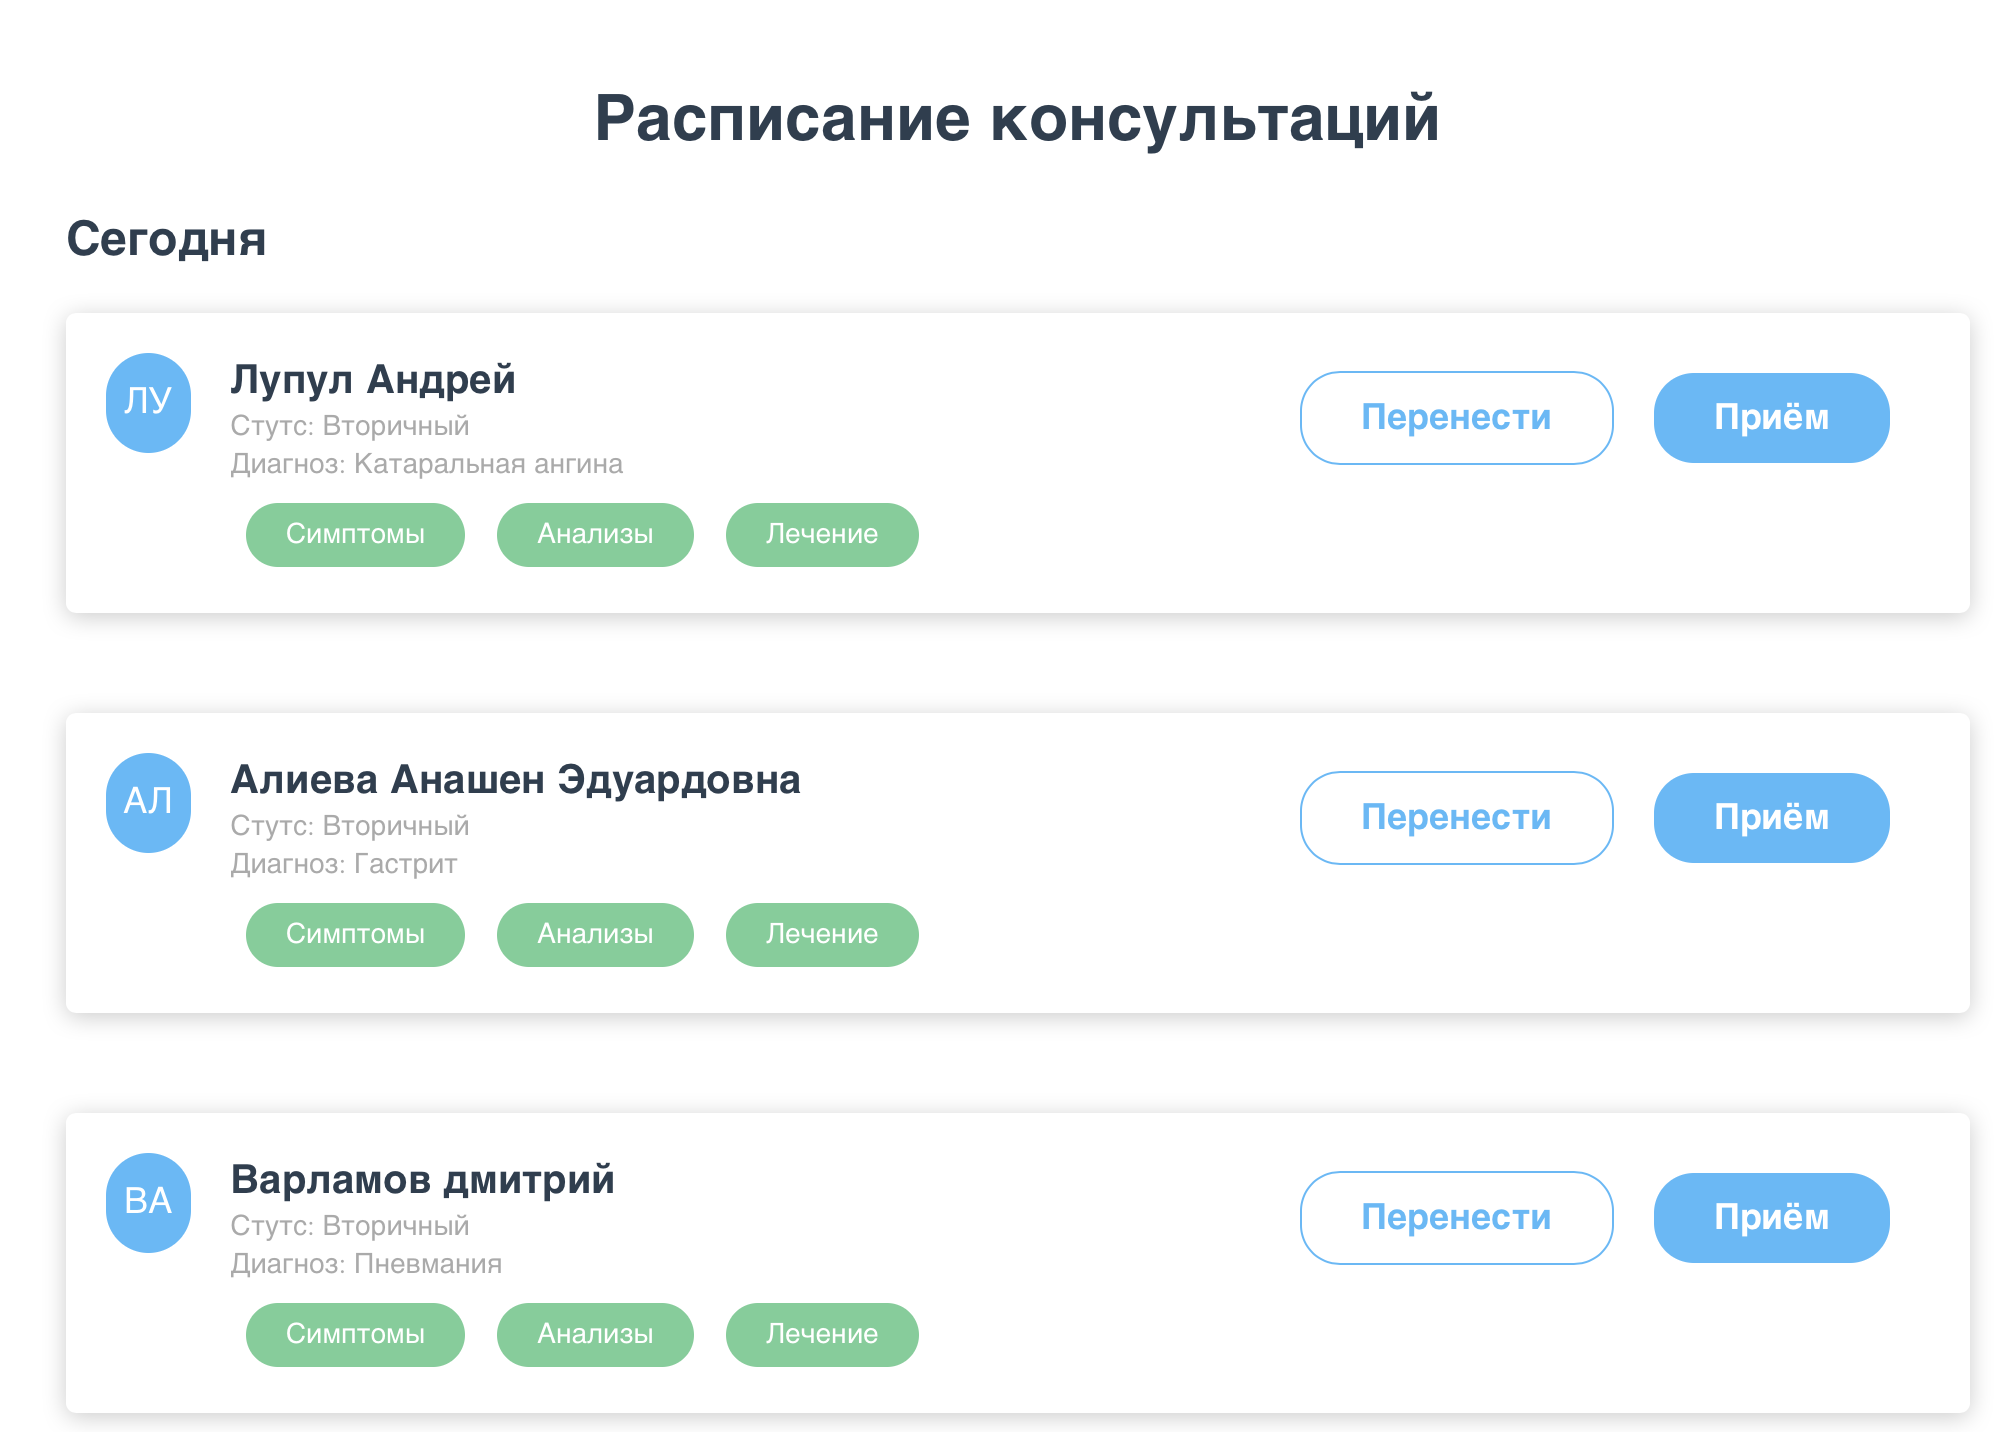 Расписание консультаций
Сегодня
ЛУ
Лупул Андрей
Стутс: Вторичный
Диагноз: Катаральная ангина
Перенести
Приём
Симптомы
Анализы
Лечение
АЛ
Алиева Анашен Эдуардовна
Стутс: Вторичный
Диагноз: Гастрит
Перенести
Приём
Симптомы
Анализы
Лечение
ВА
Варламов дмитрий
Стутс: Вторичный
Диагноз: Пневмания
Перенести
Приём
Симптомы
Анализы
Лечение